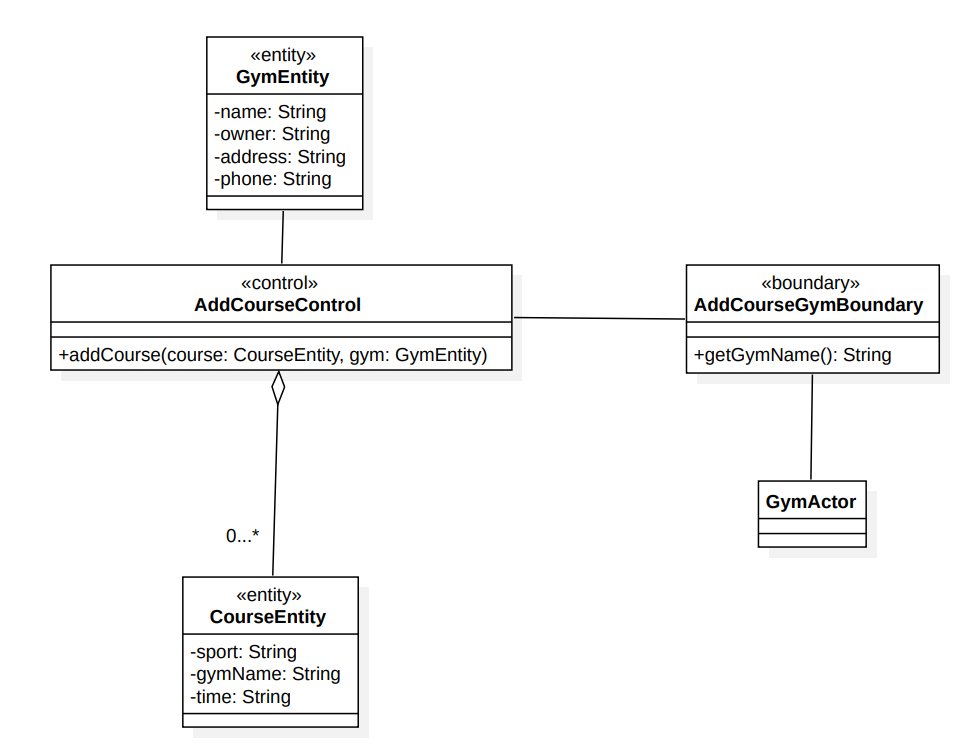 «entity»
GymEntity
-name: String
-owner: String
-address: String
-phone: String
«control»
AddCourseControl
+addCourse(course: CourseEntity, gym: GymEntity)
«boundary»
AddCourseGymBoundary
+getGymName(): String
GymActor
0...*
«entity»
CourseEntity
-sport: String
-gymName: String
-time: String